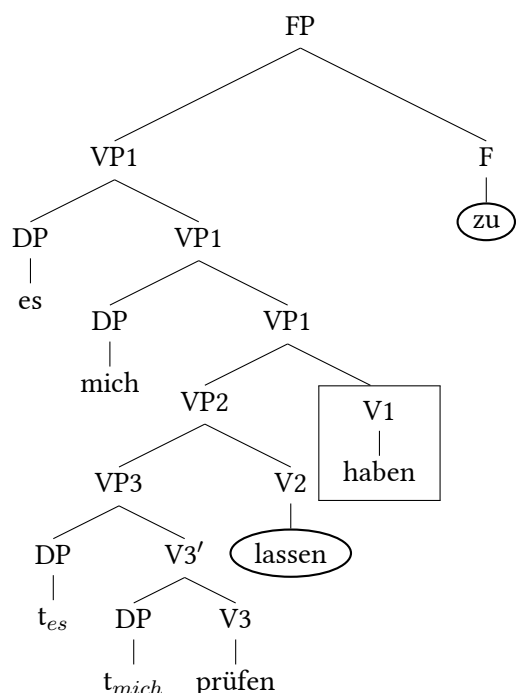 FP
VP1 F
DP VP1 zu
es DP VP1
mich VP2 V1
VP3 V2 haben
DP V3′ lassen
t_es DP V3
t_mich prüfen